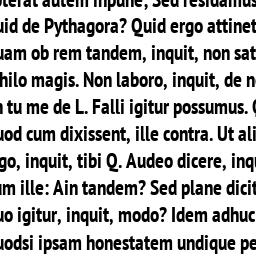 plerat autem inpune, Sed residamus
uid de Pythagora? Quid ergo attinet
uam ob rem tandem, inquit, non sat
hilo magis. Non laboro, inquit, de n
n tu me de L. Falli igitur possumus. Q
uod cum dixissent, ille contra. Ut ali
go, inquit, tibi Q. Audeo dicere, inqu
um ille: Ain tandem? Sed plane dicit
uo igitur, inquit, modo? Idem adhuc
uodsi ipsam honestatem undique pe